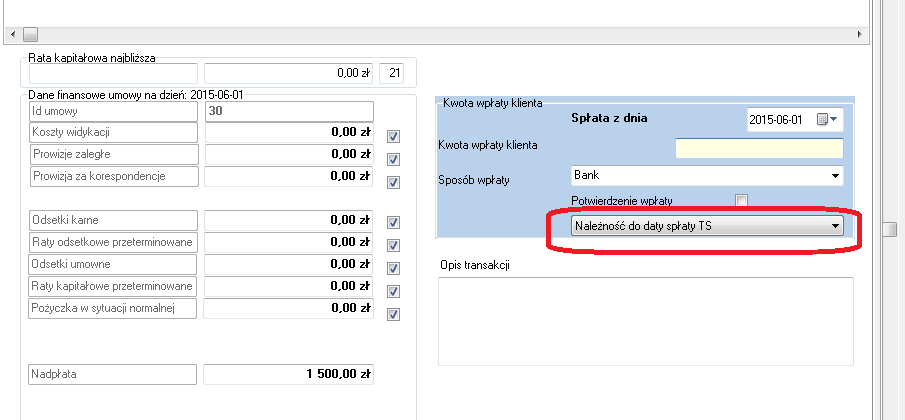 Rata kapitałowa najbliższa
0,00 zł 21
Dane finansowe umowy na dzień: 2015-06-01
Id umowy 30
Koszty widykacji 0,00 zł
Prowizje zaległe 0,00 zł
Prowizja za korespondencje 0,00 zł
Odsetki karne 0,00 zł
Raty odsetkowe przeterminowane 0,00 zł
Odsetki umowne 0,00 zł
Raty kapitałowe przeterminowane 0,00 zł
Pożyczka w sytuacji normalnej 0,00 zł
Nadpłata 1 500,00 zł
Kwota wpłaty klienta
Spłata z dnia 2015-06-01
Kwota wpłaty klienta
Sposób wpłaty Bank
Potwierdzenie wpłaty
Należność do daty spłaty TS
Opis transakcji